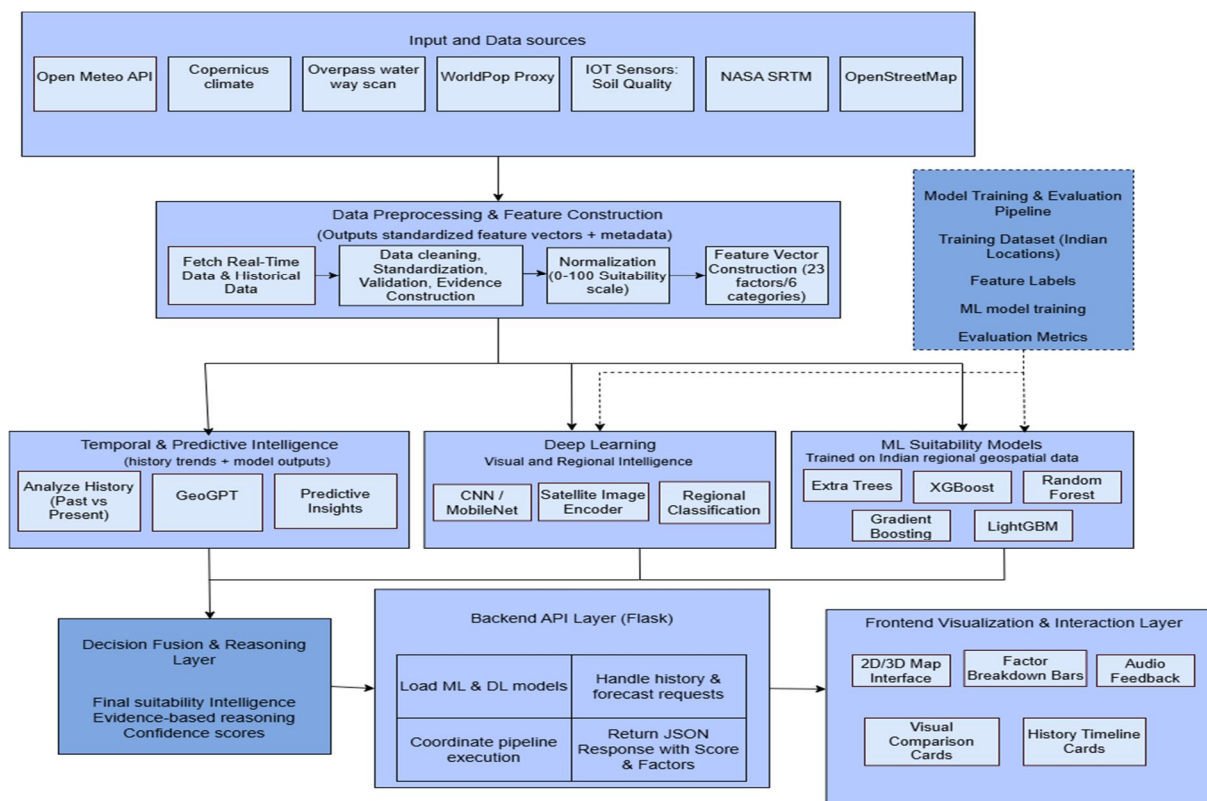 Input and Data sources
Open Meteo API
Copernicus
climate
Overpass water
way scan
WorldPop Proxy
IOT Sensors:
Soil Quality
NASA SRTM
OpenStreetMap
Data Preprocessing & Feature Construction
(Outputs standardized feature vectors + metadata)
Fetch Real-Time
Data & Historical
Data
Data cleaning,
Standardization,
Validation, Evidence
Construction
Normalization
(0-100 Suitability
scale)
Feature Vector
Construction (23
factors/6
categories)
Model Training & Evaluation
Pipeline
Training Dataset (Indian
Locations)
Feature Labels
ML model training
Evaluation Metrics
Temporal & Predictive Intelligence
(history trends + model outputs)
Analyze History
(Past vs
Present)
GeoGPT
Predictive
Insights
Deep Learning
Visual and Regional Intelligence
CNN /
MobileNet
Satellite Image
Encoder
Regional
Classification
ML Suitability Models
Trained on Indian regional geospatial data
Extra Trees
XGBoost
Random
Forest
Gradient
Boosting
LightGBM
Decision Fusion & Reasoning
Layer
Final suitability Intelligence
Evidence-based reasoning
Confidence scores
Backend API Layer (Flask)
Load ML & DL models
Handle history &
forecast requests
Coordinate pipeline
execution
Return JSON
Response with Score
& Factors
Frontend Visualization & Interaction Layer
2D/3D Map
Interface
Factor
Breakdown Bars
Audio
Feedback
Visual
Comparison
Cards
History Timeline
Cards